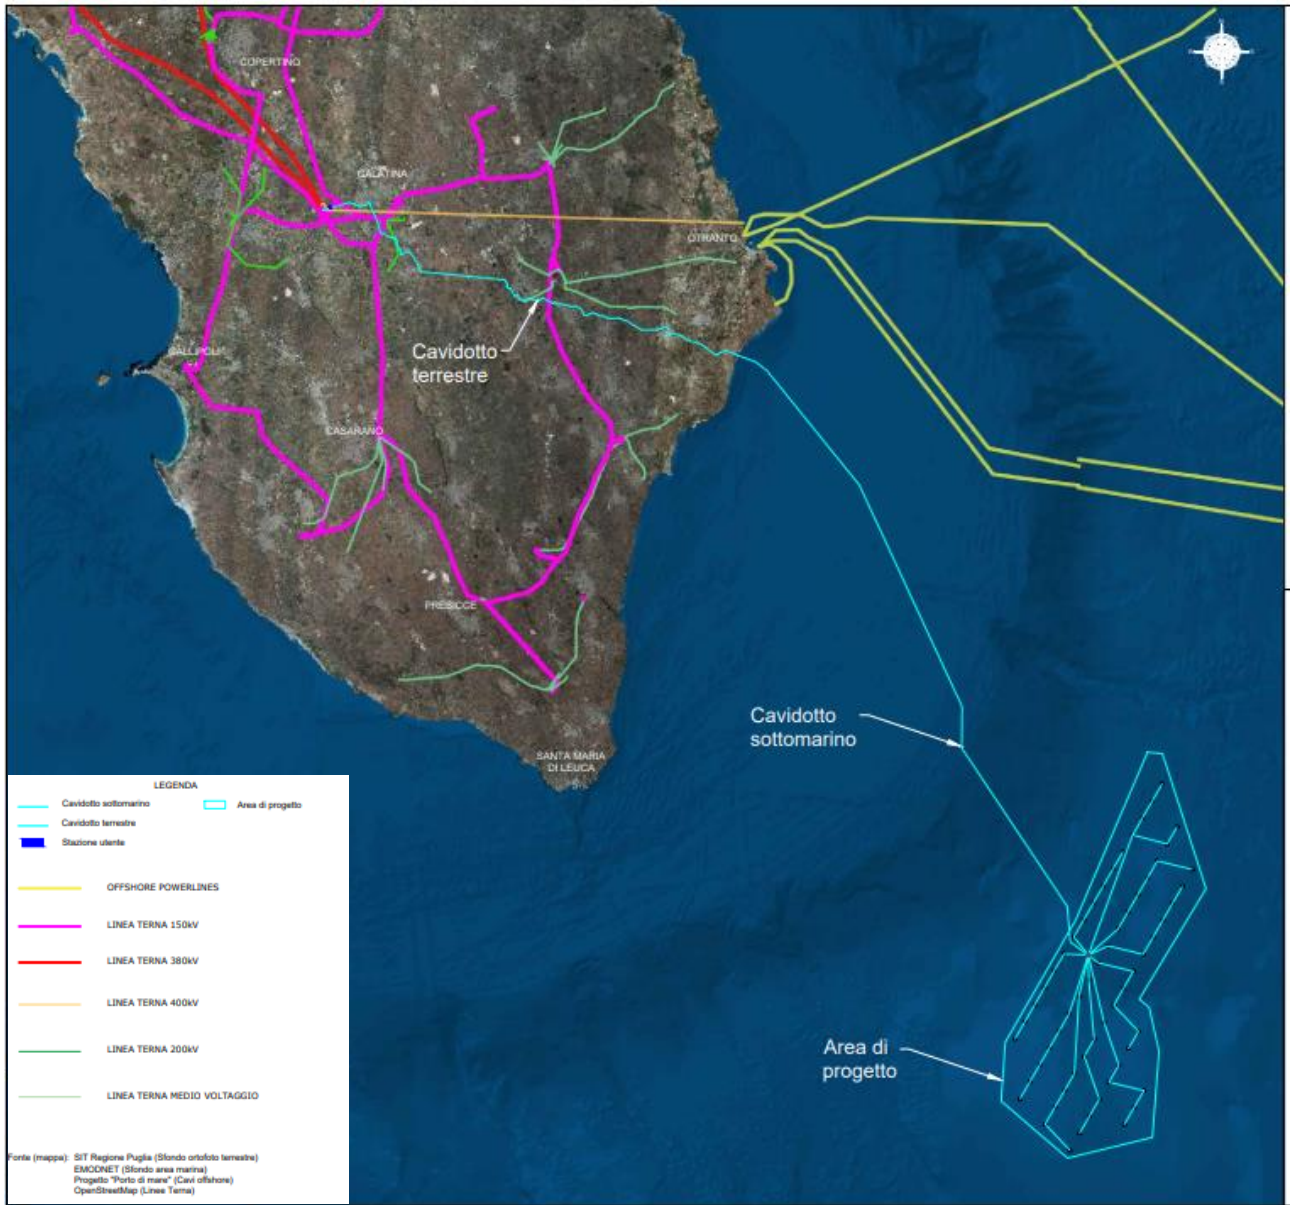 COPERTINO
GALATINA
OTRANTO
Cavidotto
terrestre
GALLIPOLI
CASARANO
PRESICCE
Cavidotto
sottomarino
SANTA MARIA
DI LEUCA
Area di
progetto
LEGENDA
Cavidotto sottomarino
Area di progetto
Cavidotto terrestre
Stazione utente
OFFSHORE POWERLINES
LINEA TERNA 150kV
LINEA TERNA 380kV
LINEA TERNA 400kV
LINEA TERNA 200kV
LINEA TERNA MEDIO VOLTAGGIO
Fonte (mappa): SIT Regione Puglia (Sfondo ortofoto terrestre)
EMODNET (Sfondo area marina)
Progetto "Porto di mare" (Cavi offshore)
OpenStreetMap (Linee Terna)